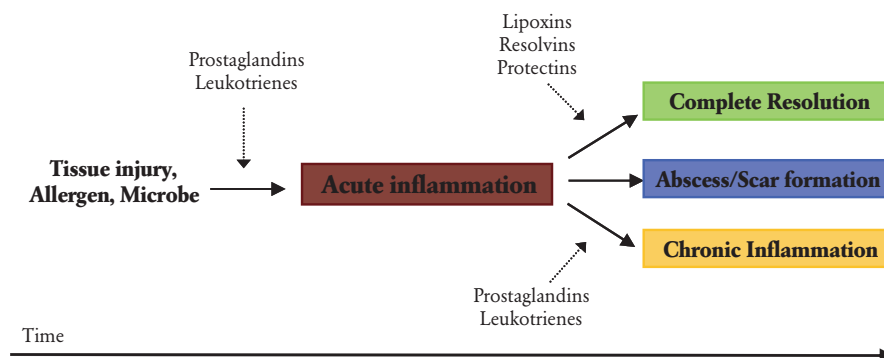 Lipoxins
Resolvins
Protectins
Prostaglandins
Leukotrienes
Complete Resolution
Tissue injury,
Allergen, Microbe
Acute inflammation
Abscess/Scar formation
Chronic Inflammation
Prostaglandins
Leukotrienes
Time